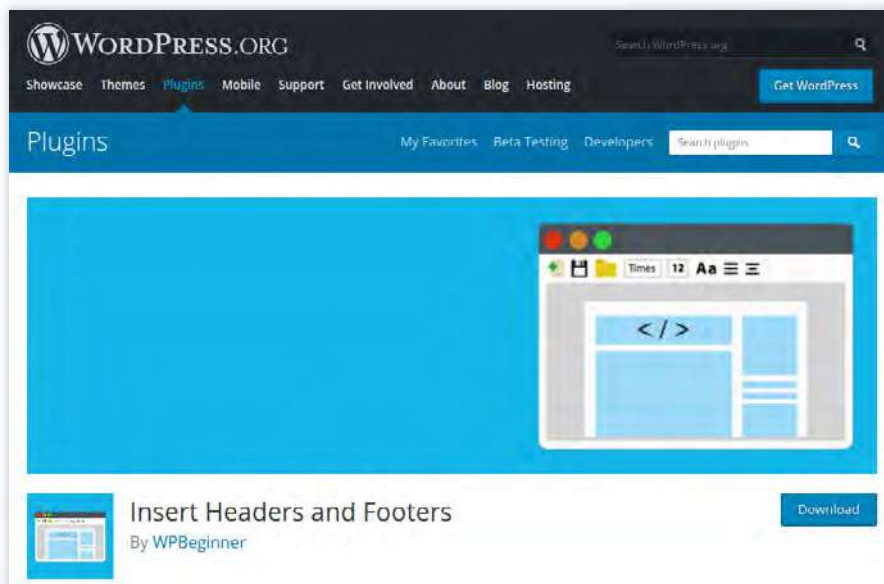 WORDPRESS.ORG
Search WordPress.org
Showcase Themes Plugins Mobile Support Get Involved About Blog Hosting
Get WordPress
Plugins
My Favorites Beta Testing Developers
Search plugins
Times 12 Aa
</>
Insert Headers and Footers
Download
By WPBeginner